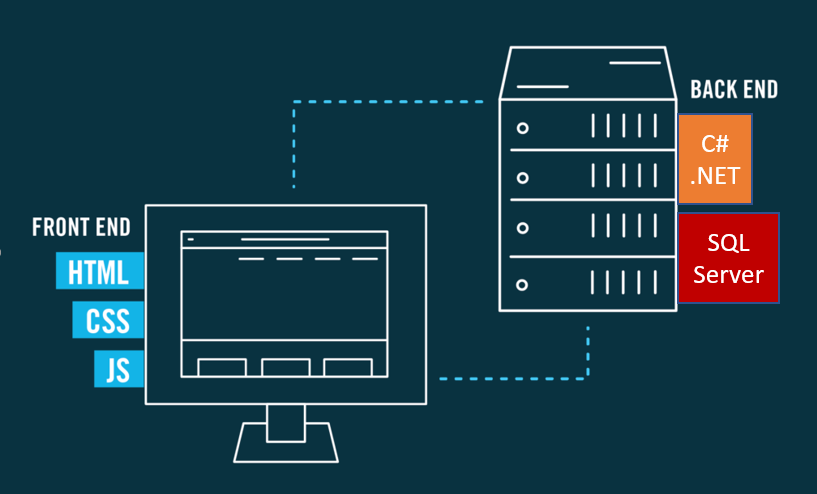 BACK END
C#
.NET
SQL
Server
FRONT END
HTML
CSS
JS